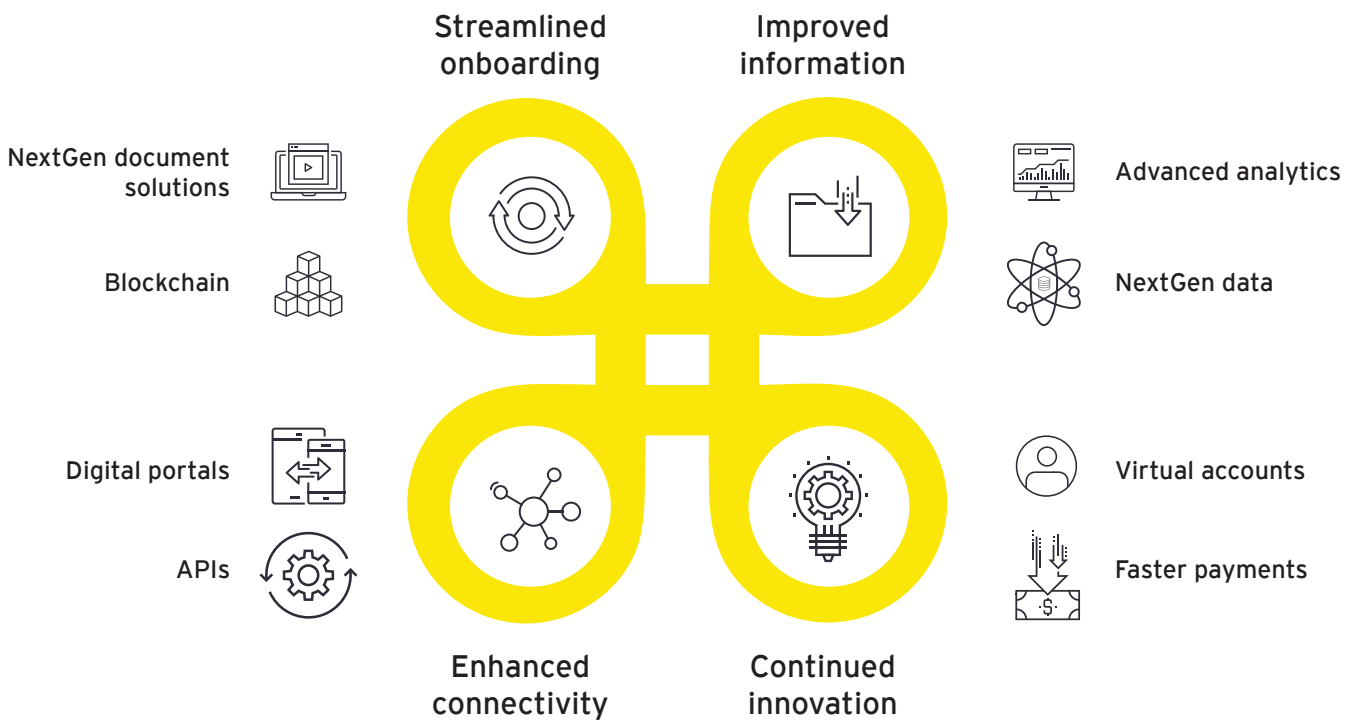 Streamlined
onboarding
Improved
information
NextGen document
solutions
Blockchain
Advanced analytics
NextGen data
Digital portals
APIs
Virtual accounts
Faster payments
$
Enhanced
connectivity
Continued
innovation